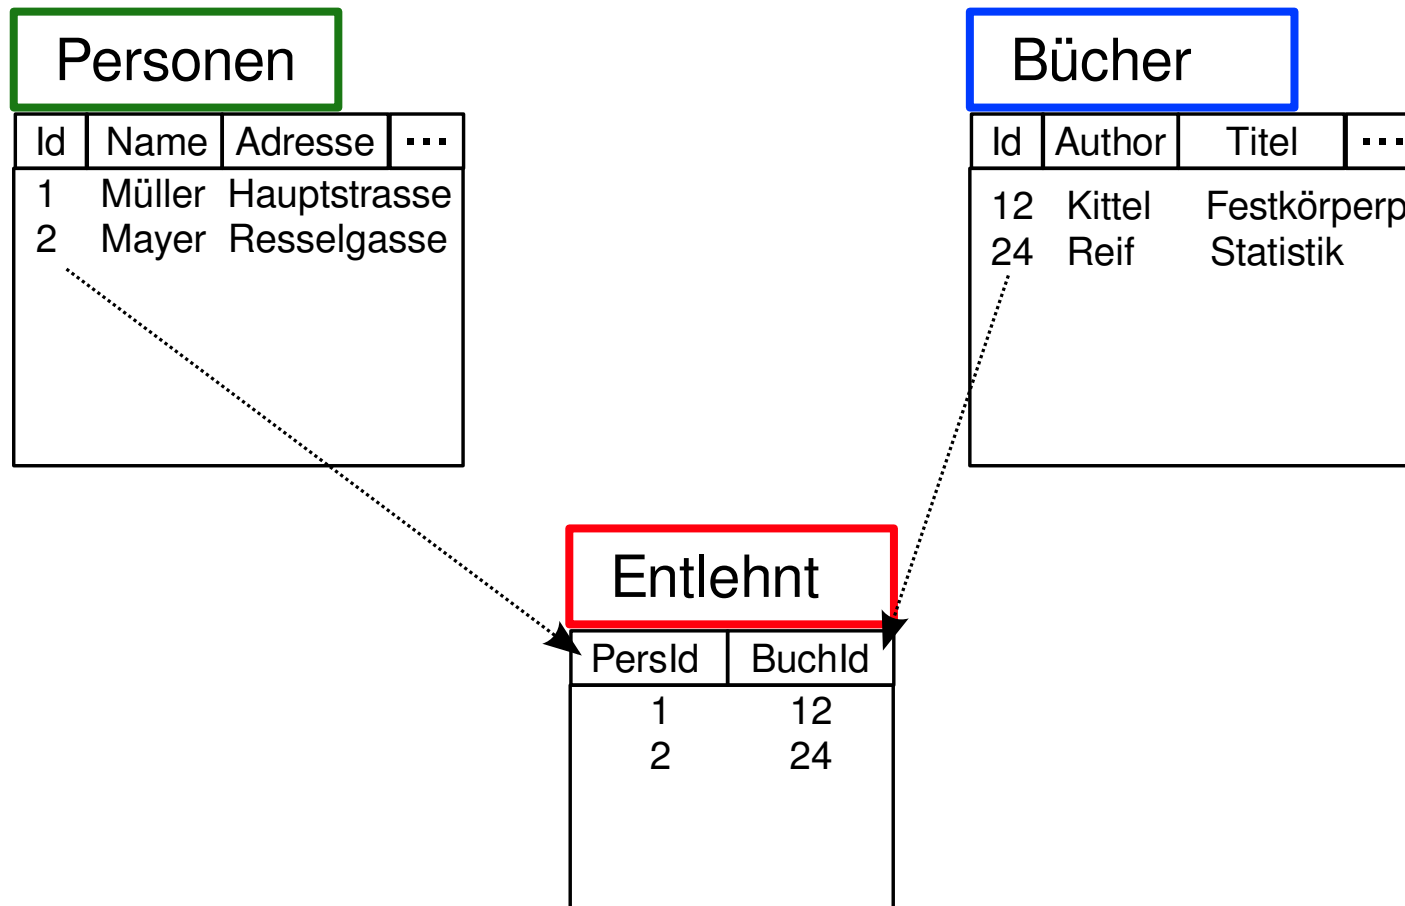 Personen
Id Name Adresse ...
1 Müller Hauptstrasse
2 Mayer Resselgasse
Bücher
Id Author Titel ...
12 Kittel Festkörperp
24 Reif Statistik
Entlehnt
PersId BuchId
1 12
2 24